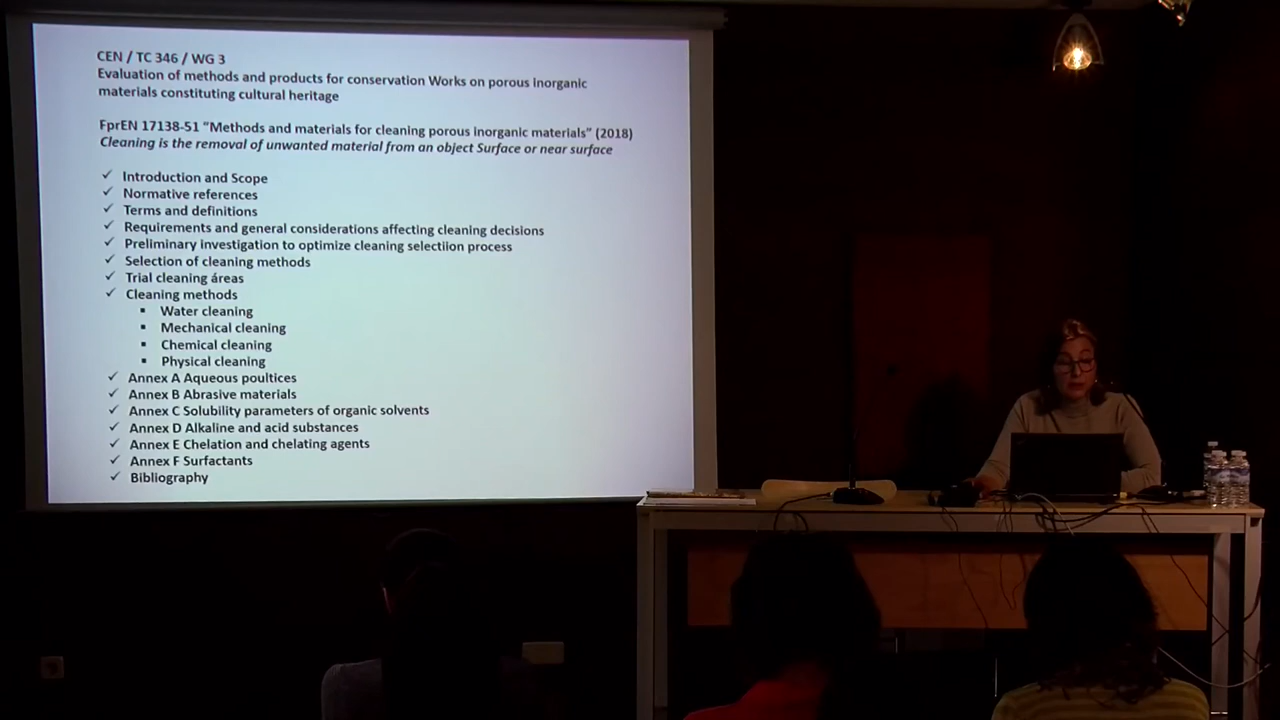 CEN / TC 346 / WG 3
Evaluation of methods and products for conservation Works on porous inorganic
materials constituting cultural heritage
FprEN 17138-51 "Methods and materials for cleaning porous inorganic materials" (2018)
Cleaning is the removal of unwanted material from an object Surface or near surface
✓ Introduction and Scope
✓ Normative references
✓ Terms and definitions
✓ Requirements and general considerations affecting cleaning decisions
✓ Preliminary investigation to optimize cleaning selectiion process
✓ Selection of cleaning methods
✓ Trial cleaning áreas
✓ Cleaning methods
▪ Water cleaning
▪ Mechanical cleaning
▪ Chemical cleaning
▪ Physical cleaning
✓ Annex A Aqueous poultices
✓ Annex B Abrasive materials
✓ Annex C Solubility parameters of organic solvents
✓ Annex D Alkaline and acid substances
✓ Annex E Chelation and chelating agents
✓ Annex F Surfactants
✓ Bibliography